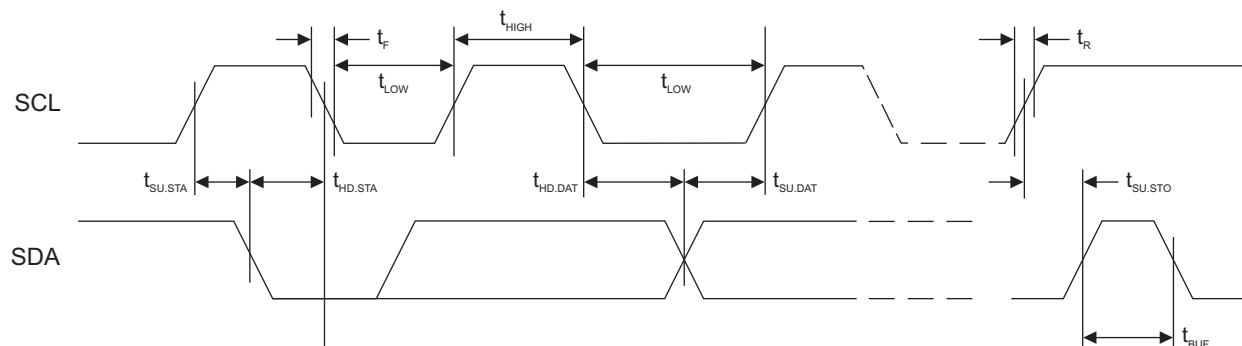 t_HIGH
t_F
t_R
t_LOW
t_LOW
SCL
t_SU.STA
t_HD.STA
t_HD.DAT
t_SU.DAT
t_SU.STO
SDA
t_BUF